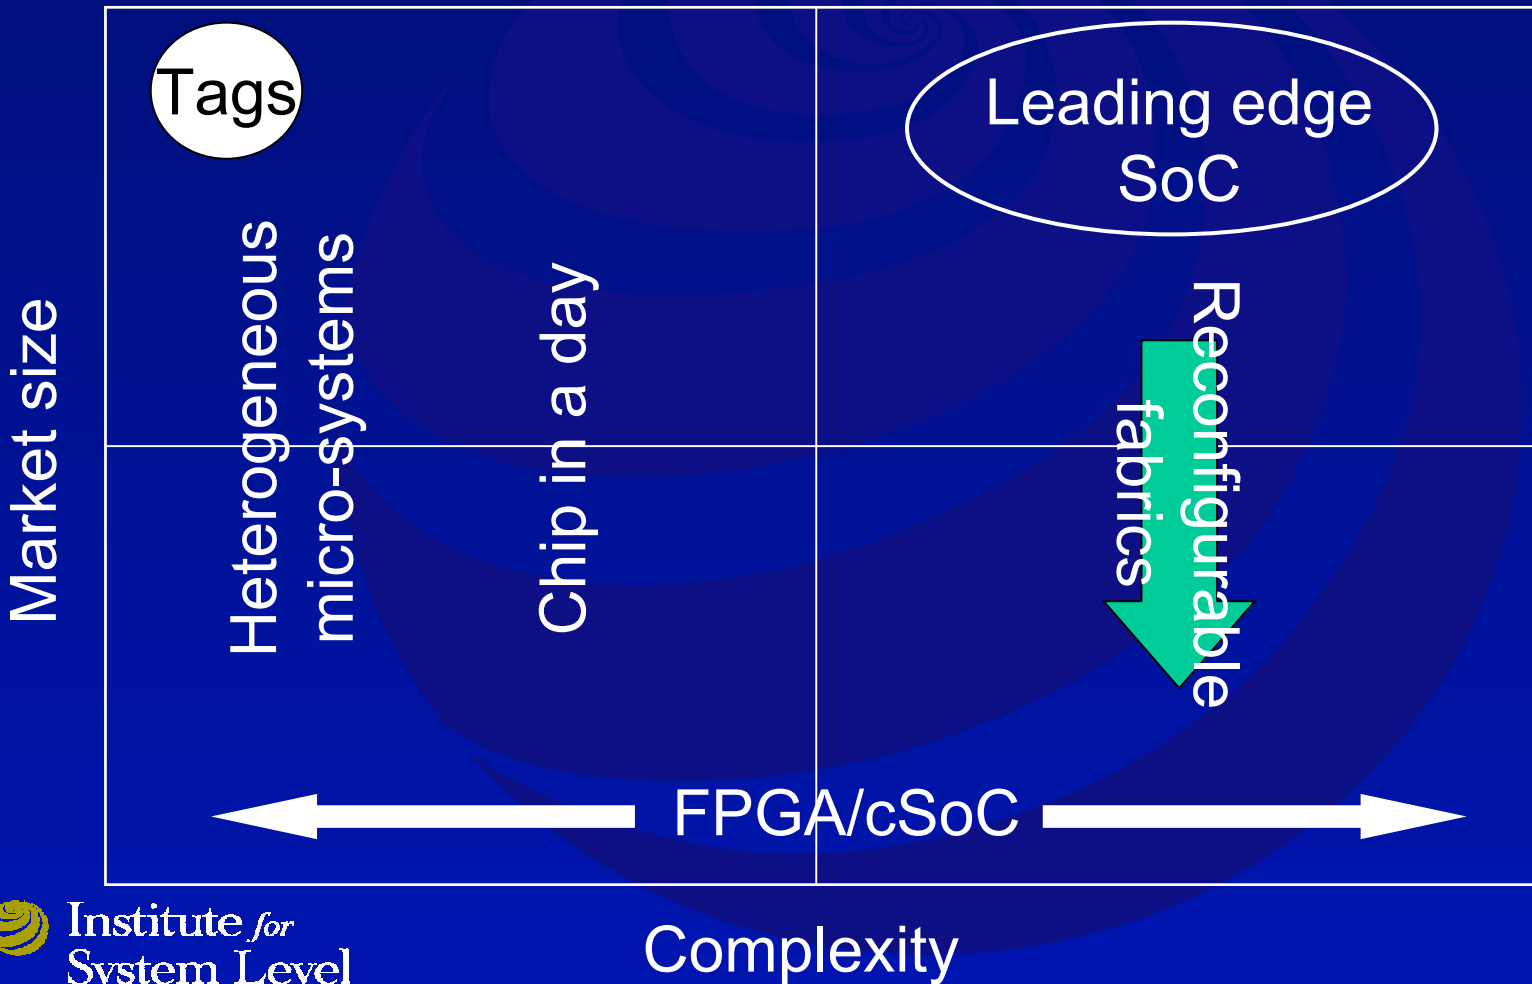 Tags
Leading edge
SoC
Market size
Heterogeneous
micro-systems
Chip in a day
Reconfigurable
fabrics
FPGA/cSoC
Complexity
Institute for
System Level